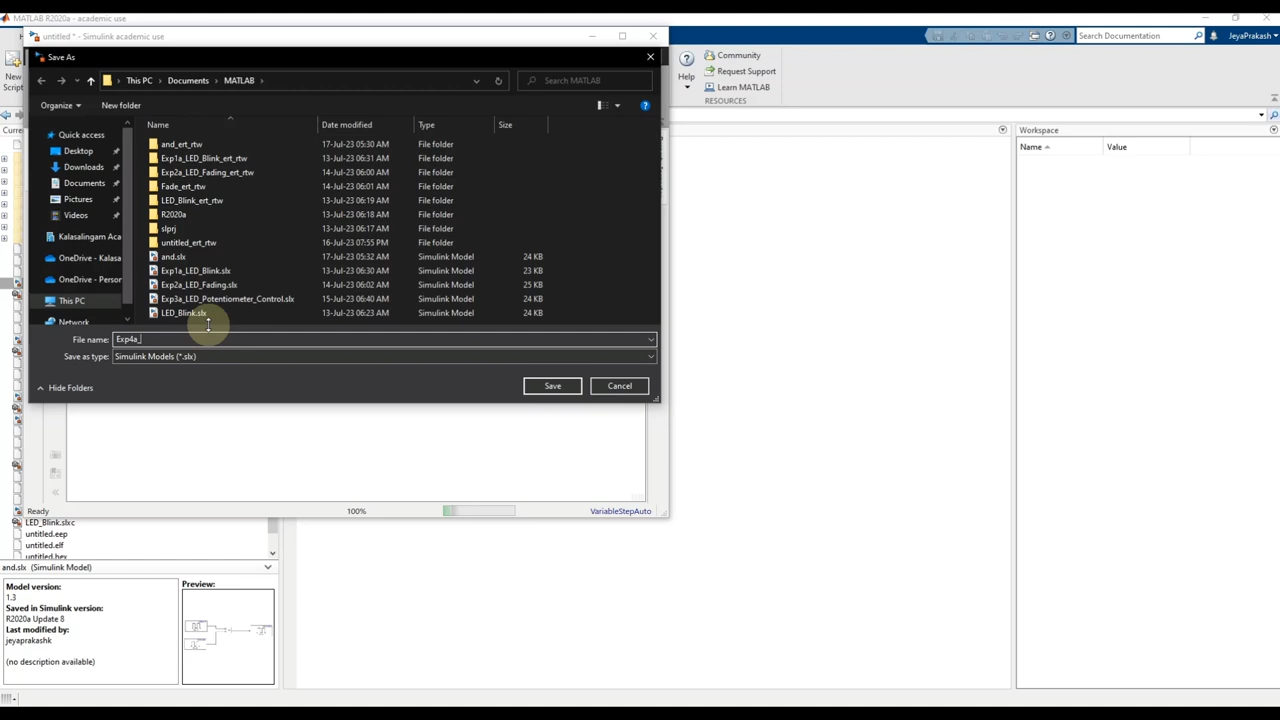 MATLAB R2020a - academic use
untitled * - Simulink academic use
Save As
Search Documentation
JeyaPrakash
New
Script
Help
Community
Request Support
Learn MATLAB
RESOURCES
This PC > Documents > MATLAB >
Search MATLAB
Organize
New folder
Name Date modified Type Size
Quick access
Desktop
Downloads
Documents
Pictures
Videos
Kalasalingam Aca
OneDrive - Kalasa
OneDrive - Person
This PC
Network
and_ert_rtw 17-Jul-23 05:30 AM File folder
Exp1a_LED_Blink_ert_rtw 13-Jul-23 06:31 AM File folder
Exp2a_LED_Fading_ert_rtw 14-Jul-23 06:00 AM File folder
Fade_ert_rtw 14-Jul-23 06:01 AM File folder
LED_Blink_ert_rtw 13-Jul-23 06:19 AM File folder
R2020a 13-Jul-23 06:18 AM File folder
slprj 13-Jul-23 06:17 AM File folder
untitled_ert_rtw 16-Jul-23 07:55 PM File folder
and.slx 17-Jul-23 05:32 AM Simulink Model 24 KB
Exp1a_LED_Blink.slx 13-Jul-23 06:30 AM Simulink Model 23 KB
Exp2a_LED_Fading.slx 14-Jul-23 06:02 AM Simulink Model 25 KB
Exp3a_LED_Potentiometer_Control.slx 15-Jul-23 06:40 AM Simulink Model 24 KB
LED_Blink.slx 13-Jul-23 06:23 AM Simulink Model 24 KB
File name: Exp4a_
Save as type: Simulink Models (*.slx)
Hide Folders
Save
Cancel
Ready 100% VariableStepAuto
Curre
Workspace
Name Value
LED_Blink.slxc
untitled.eep
untitled.elf
untitled.hex
and.slx (Simulink Model)
Model version:
1.3
Saved in Simulink version:
R2020a Update 8
Last modified by:
jeyaprakashk
(no description available)
Preview: